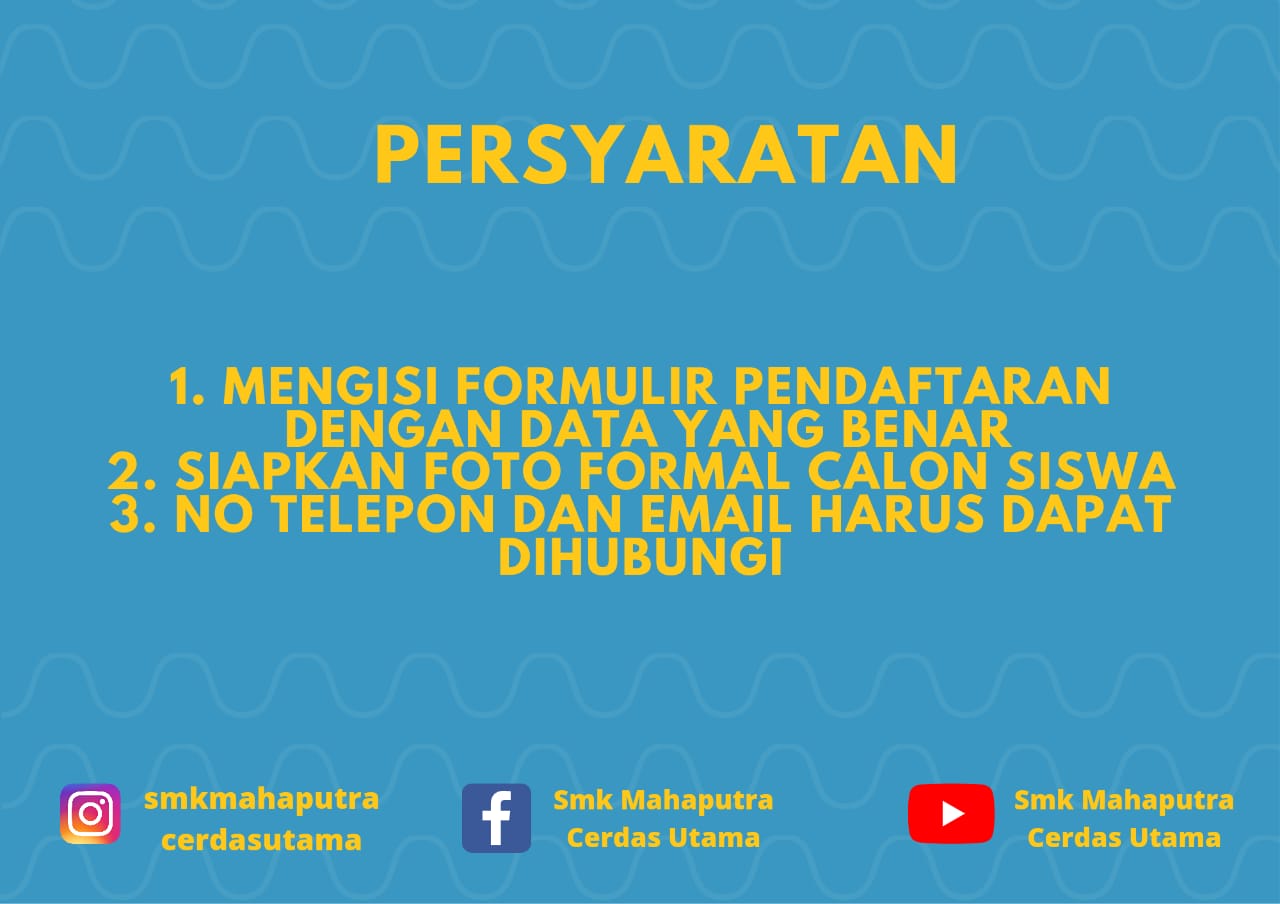 PERSYARATAN
1. MENGISI FORMULIR PENDAFTARAN
DENGAN DATA YANG BENAR
2. SIAPKAN FOTO FORMAL CALON SISWA
3. NO TELEPON DAN EMAIL HARUS DAPAT
DIHUBUNGI
smkmahaputra
cerdasutama
Smk Mahaputra
Cerdas Utama
Smk Mahaputra
Cerdas Utama